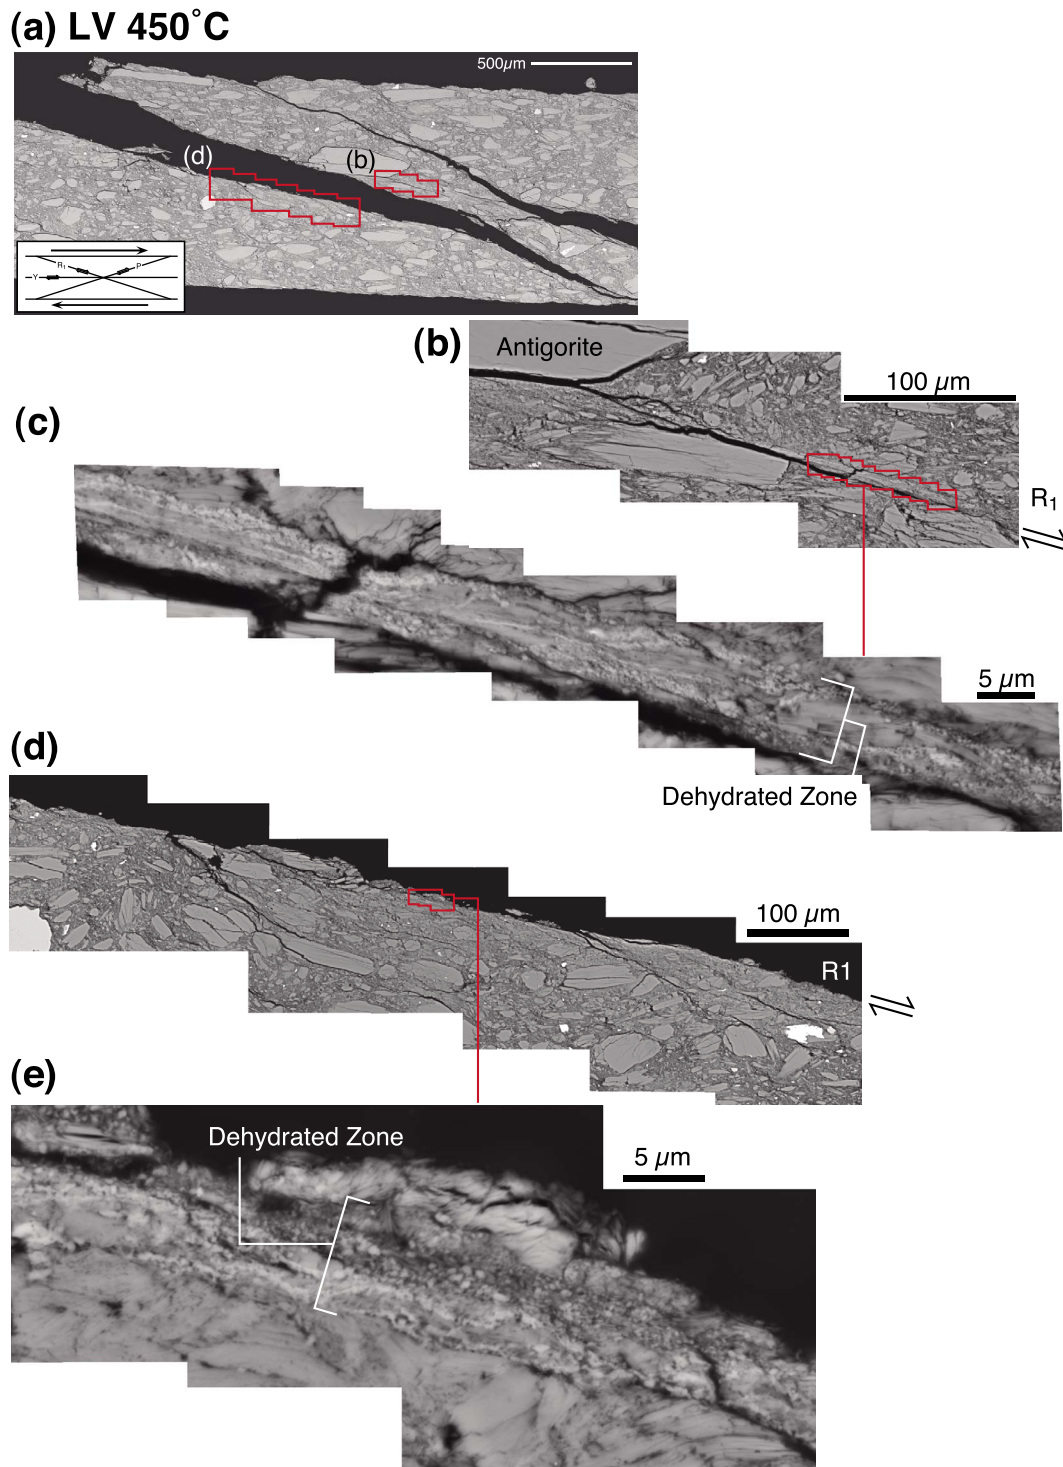 (a) LV 450°C
500µm
(d)
(b)
R1
P
Y
(b)
Antigorite
100 µm
(c)
R1
5 µm
Dehydrated Zone
(d)
100 µm
R1
(e)
Dehydrated Zone
5 µm